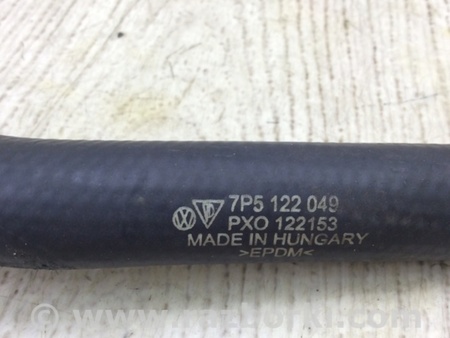 7P5 122 049
PXO 122153
MADE IN HUNGARY
>EPDM<